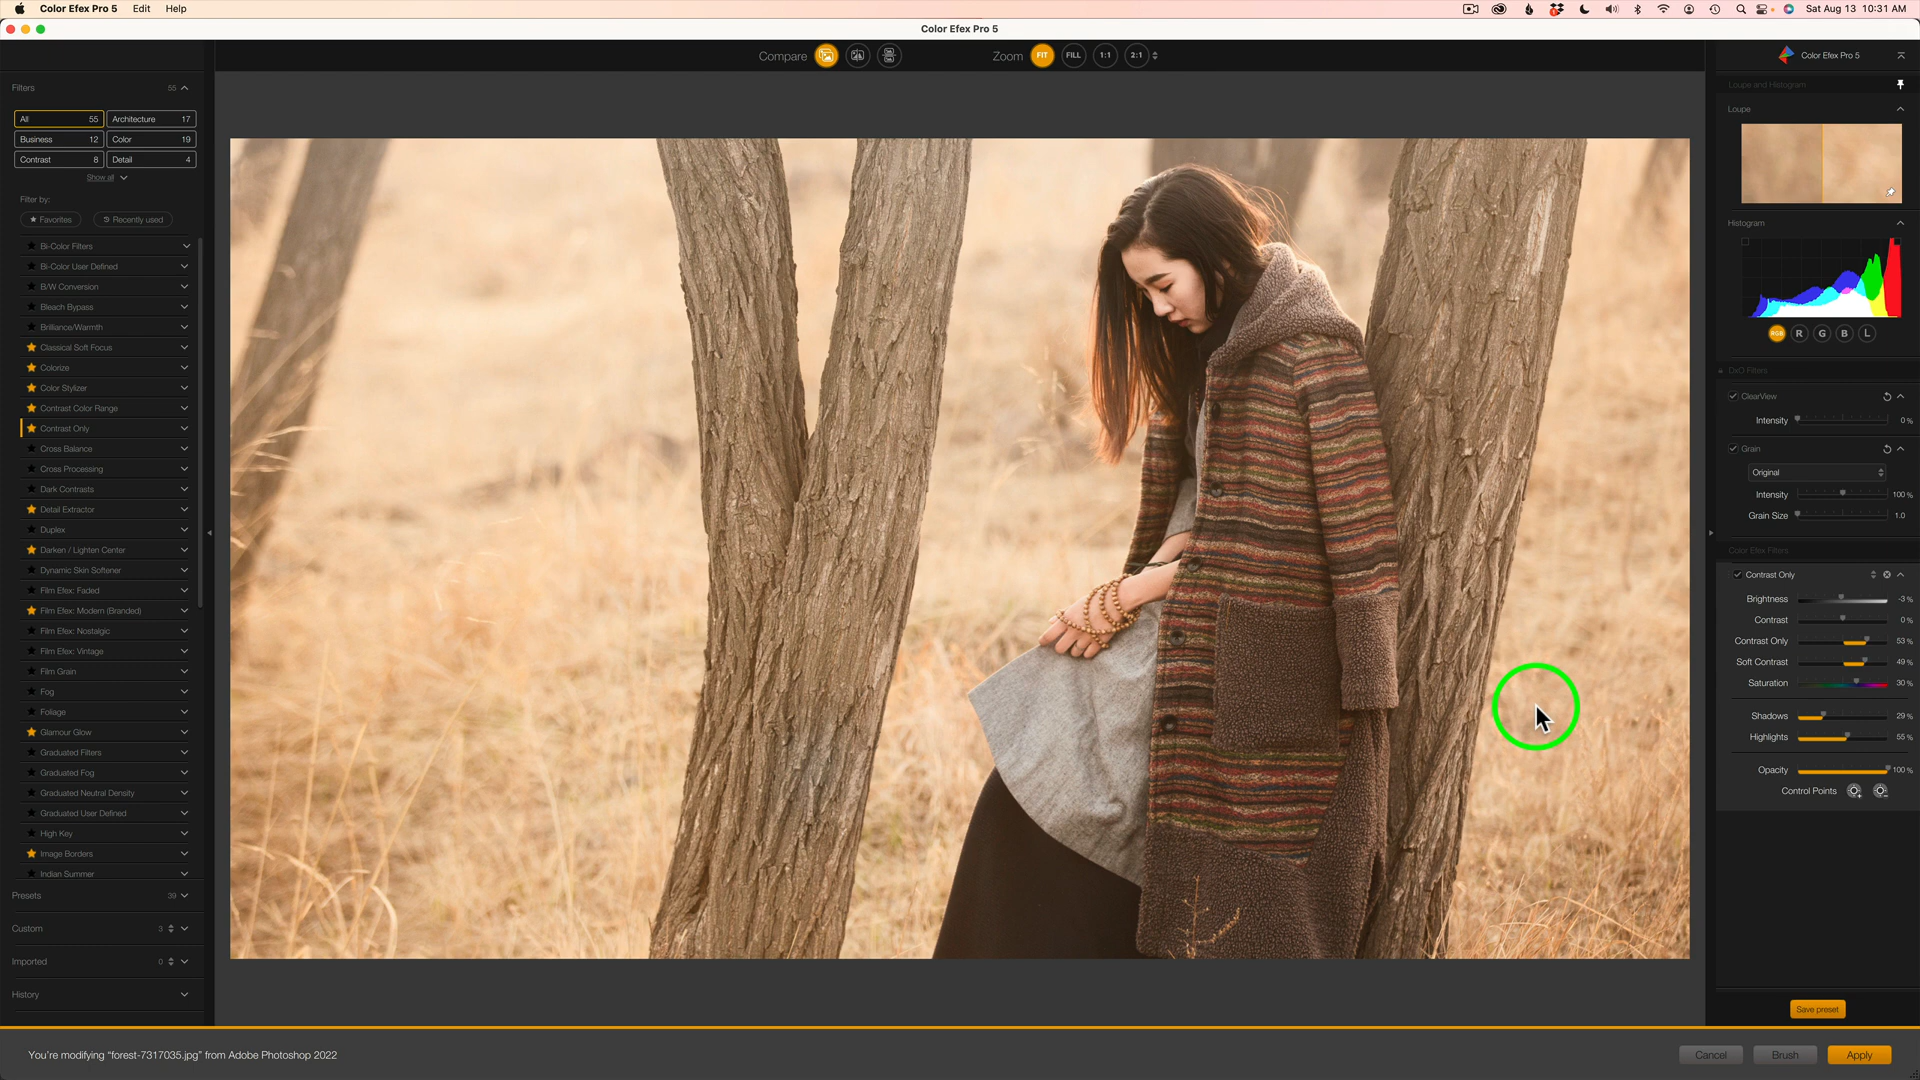 Color Efex Pro 5 Edit Help
Sat Aug 13 10:31 AM
Color Efex Pro 5
Compare
Zoom FIT FILL 1:1 2:1
Filters 55
All 55 Architecture 17
Business 12 Color 19
Contrast 8 Detail 4
Show all
Filter by:
Favorites Recently used
Bi-Color Filters
Bi-Color User Defined
B/W Conversion
Bleach Bypass
Brilliance/Warmth
Classical Soft Focus
Colorize
Color Stylizer
Contrast Color Range
Contrast Only
Cross Balance
Cross Processing
Dark Contrasts
Detail Extractor
Duplex
Darken / Lighten Center
Dynamic Skin Softener
Film Efex: Faded
Film Efex: Modern (Branded)
Film Efex: Nostalgic
Film Efex: Vintage
Film Grain
Fog
Foliage
Glamour Glow
Graduated Filters
Graduated Fog
Graduated Neutral Density
Graduated User Defined
High Key
Image Borders
Indian Summer
Presets 39
Custom 3
Imported 0
History
Color Efex Pro 5
Loupe and Histogram
Loupe
Histogram
RGB R G B L
DxO Filters
ClearView
Intensity 0 %
Grain
Original
Intensity 100 %
Grain Size 1.0
Color Efex Filters
Contrast Only
Brightness -3 %
Contrast 0 %
Contrast Only 53 %
Soft Contrast 49 %
Saturation 30 %
Shadows 29 %
Highlights 55 %
Opacity 100 %
Control Points
Save preset
You're modifying "forest-7317035.jpg" from Adobe Photoshop 2022
Cancel Brush Apply